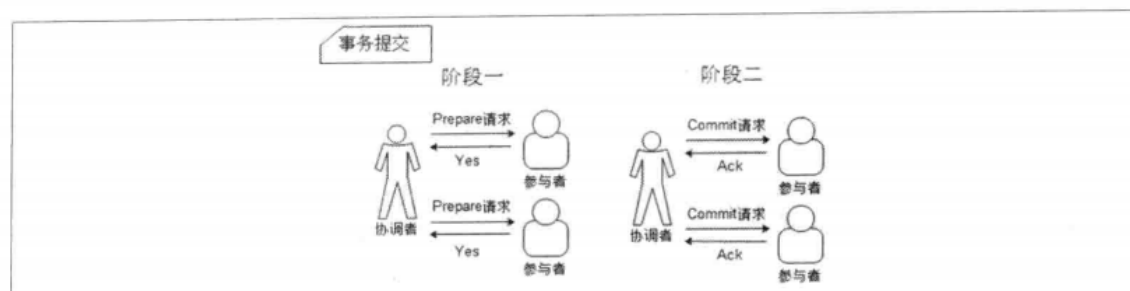 事务提交
阶段一
阶段二
Prepare请求
Yes
参与者
Prepare请求
Yes
协调者
参与者
Commit请求
Ack
参与者
Commit请求
Ack
协调者
参与者